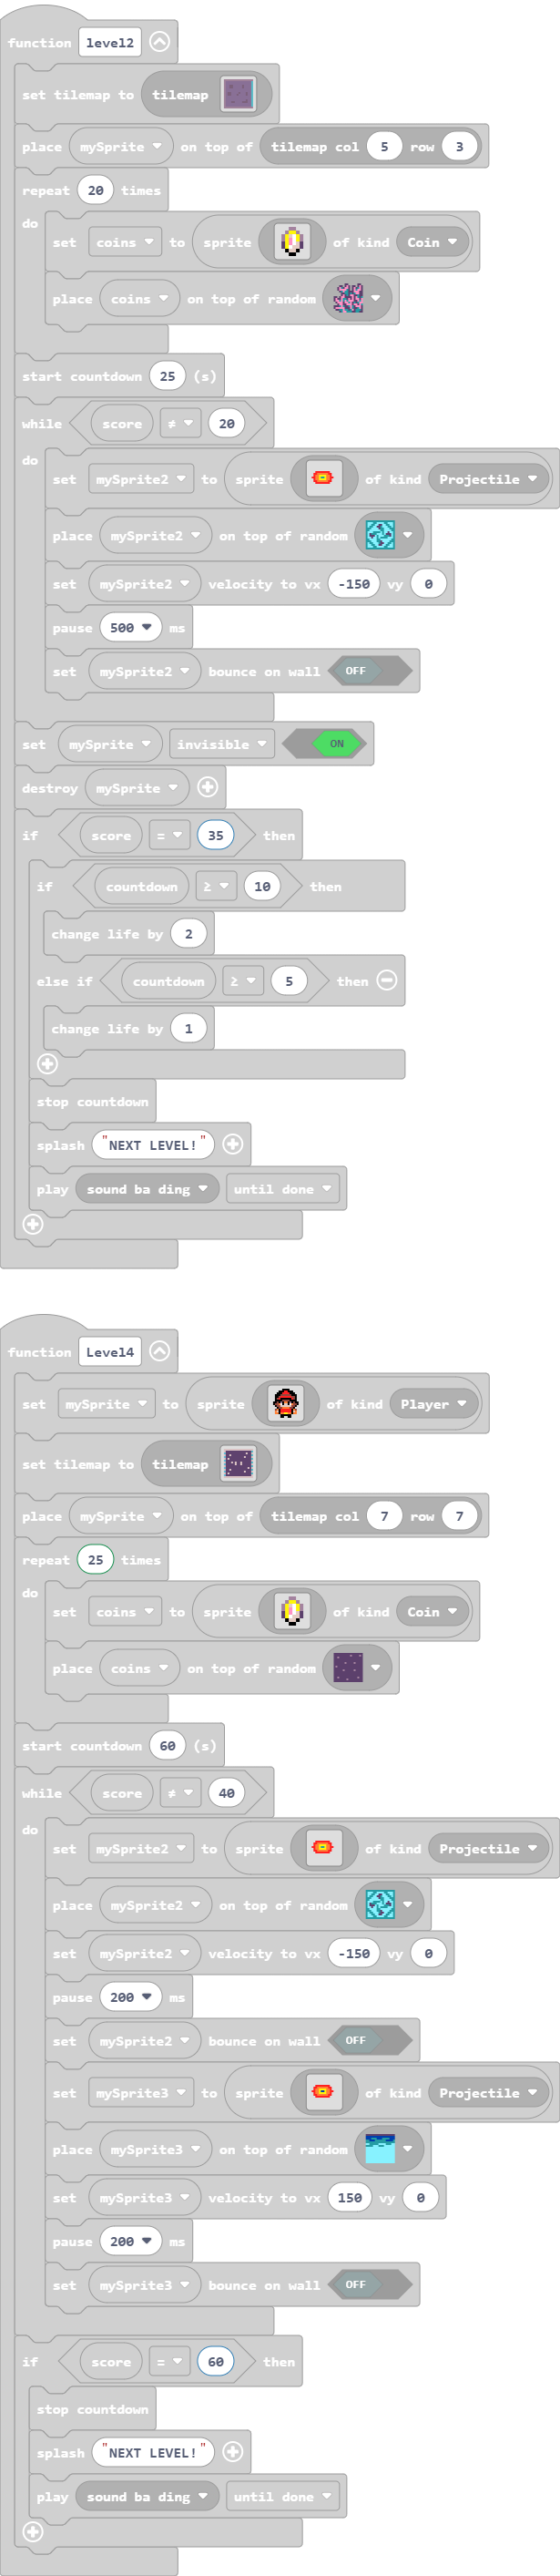 function level2
set tilemap to tilemap
place mySprite on top of tilemap col 5 row 3
repeat 20 times
do
set coins to sprite of kind Coin
place coins on top of random
start countdown 25 (s)
while score ≠ 20
do
set mySprite2 to sprite of kind Projectile
place mySprite2 on top of random
set mySprite2 velocity to vx -150 vy 0
pause 500 ms
set mySprite2 bounce on wall OFF
set mySprite invisible ON
destroy mySprite
if score = 35 then
if countdown ≥ 10 then
change life by 2
else if countdown ≥ 5 then
change life by 1
stop countdown
splash "NEXT LEVEL!"
play sound ba ding until done
function Level4
set mySprite to sprite of kind Player
set tilemap to tilemap
place mySprite on top of tilemap col 7 row 7
repeat 25 times
do
set coins to sprite of kind Coin
place coins on top of random
start countdown 60 (s)
while score ≠ 40
do
set mySprite2 to sprite of kind Projectile
place mySprite2 on top of random
set mySprite2 velocity to vx -150 vy 0
pause 200 ms
set mySprite2 bounce on wall OFF
set mySprite3 to sprite of kind Projectile
place mySprite3 on top of random
set mySprite3 velocity to vx 150 vy 0
pause 200 ms
set mySprite3 bounce on wall OFF
if score = 60 then
stop countdown
splash "NEXT LEVEL!"
play sound ba ding until done